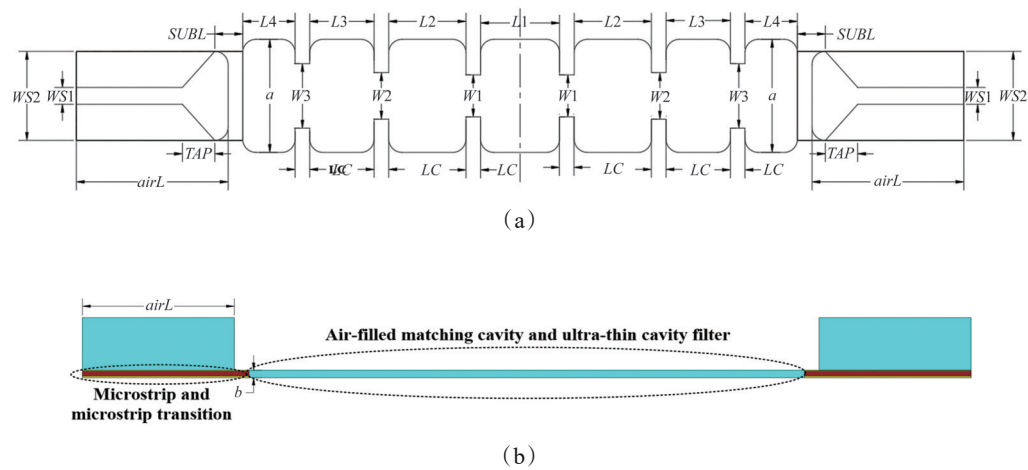 (a)
L4 L3 L2 L1 L2 L3 L4
SUBL SUBL
WS2 WS1 a W3 W2 W1 W1 W2 W3 a WS1 WS2
TAP TAP
LC LC LC LC LC LC
airL airL
(a)
airL
Air-filled matching cavity and ultra-thin cavity filter
b
Microstrip and
microstrip transition
(b)